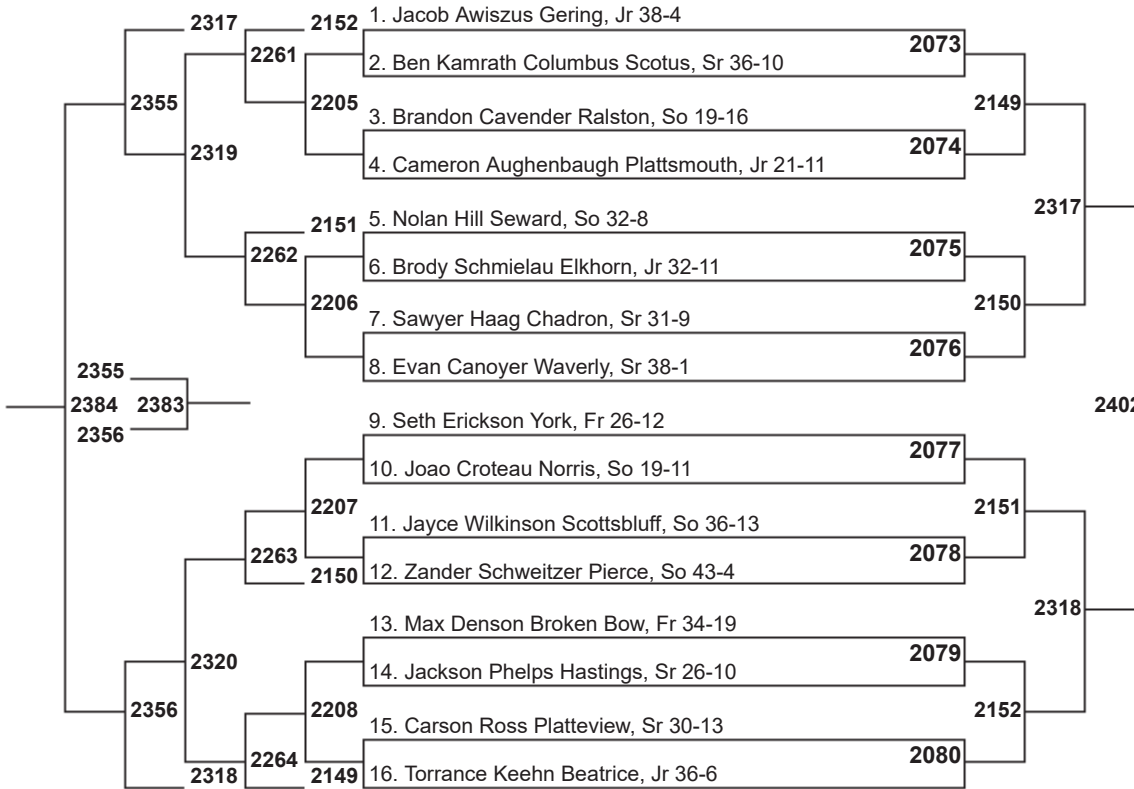 2317 2152 1. Jacob Awiszus Gering, Jr 38-4
2261 2073
2. Ben Kamrath Columbus Scotus, Sr 36-10
2355 2205 2149
3. Brandon Cavender Ralston, So 19-16
2319 2074
4. Cameron Aughenbaugh Plattsmouth, Jr 21-11
2317
2151 5. Nolan Hill Seward, So 32-8
2262 2075
6. Brody Schmielau Elkhorn, Jr 32-11
2206 2150
7. Sawyer Haag Chadron, Sr 31-9
2076
2355 8. Evan Canoyer Waverly, Sr 38-1
2384 2383 2402
2356 9. Seth Erickson York, Fr 26-12
2077
10. Joao Croteau Norris, So 19-11
2207 2151
11. Jayce Wilkinson Scottsbluff, So 36-13
2263 2078
2150 12. Zander Schweitzer Pierce, So 43-4
2318
13. Max Denson Broken Bow, Fr 34-19
2320 2079
14. Jackson Phelps Hastings, Sr 26-10
2356 2208 2152
15. Carson Ross Platteview, Sr 30-13
2264 2080
2318 2149 16. Torrance Keehn Beatrice, Jr 36-6